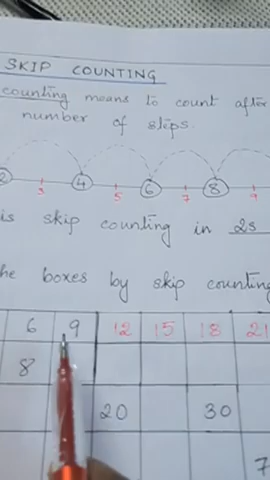 SKIP COUNTING
counting means to count after
number of steps.
2 3 4 5 6 7 8 9
is skip counting in 2s
he boxes by skip counting
6 9 12 15 18 21
8
20 30
7